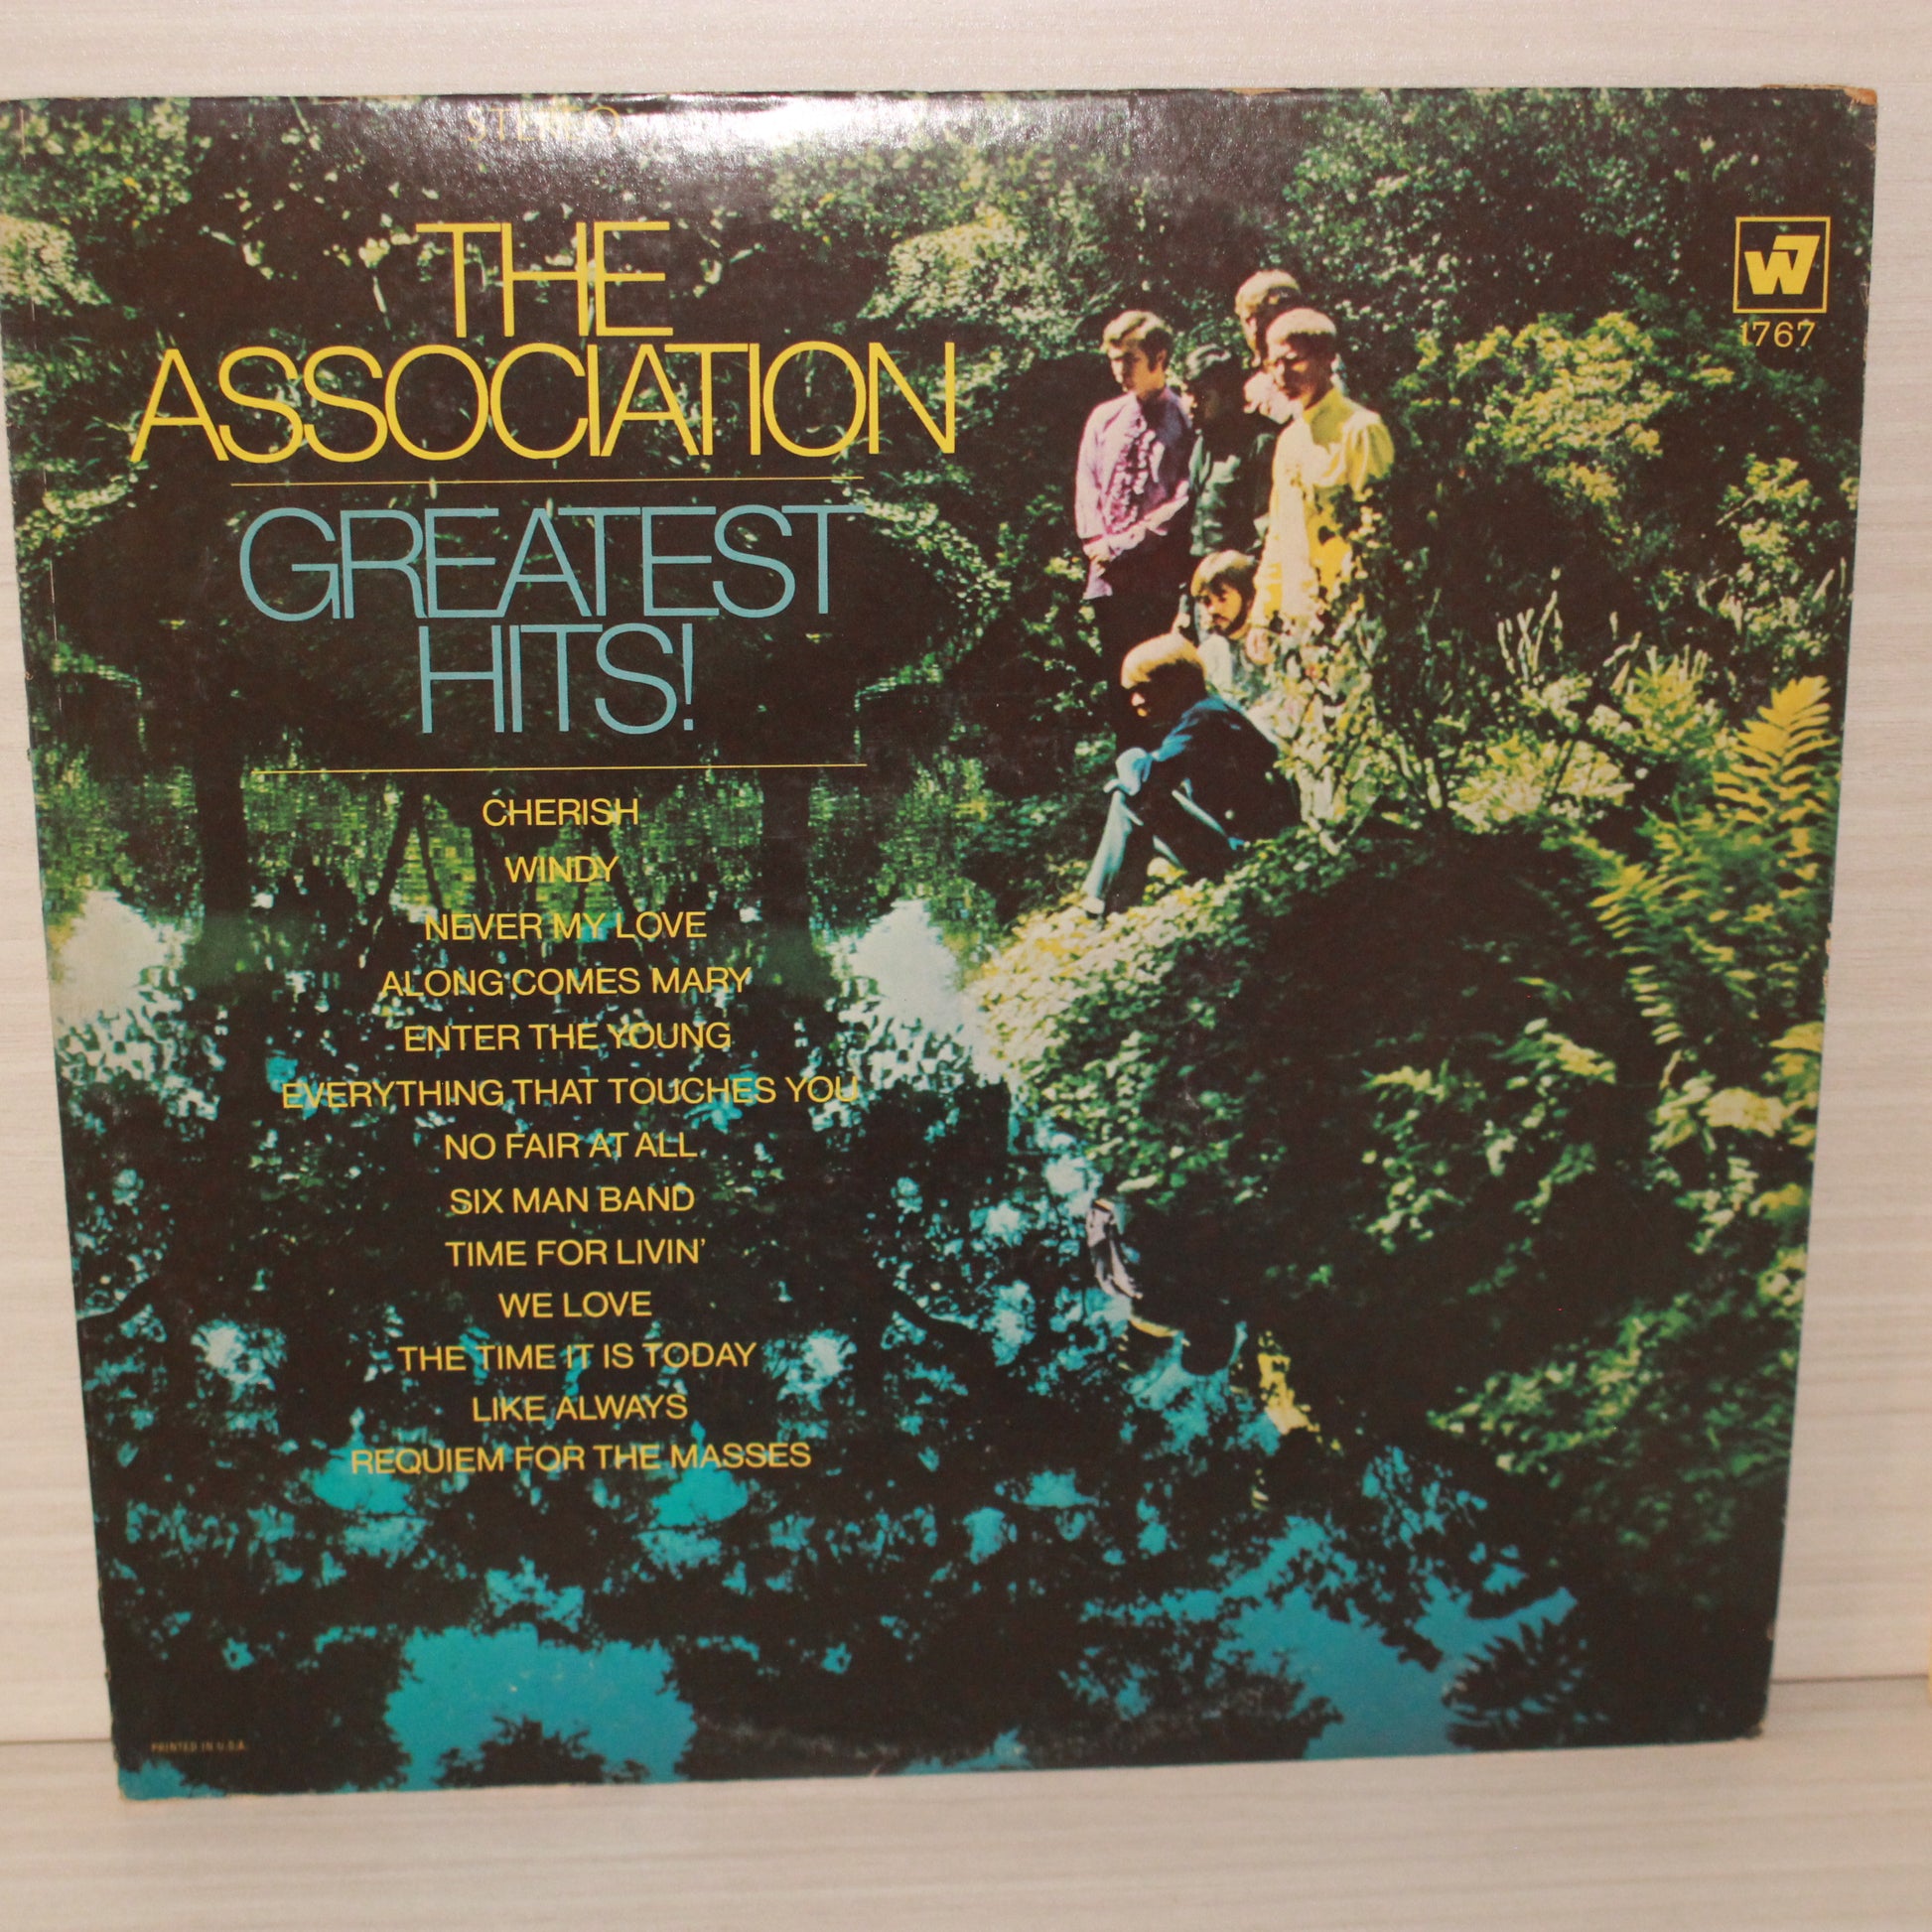 STEREO
THE
ASSOCIATION
GREATEST
HITS!
W7
1767
CHERISH
WINDY
NEVER MY LOVE
ALONG COMES MARY
ENTER THE YOUNG
EVERYTHING THAT TOUCHES YOU
NO FAIR AT ALL
SIX MAN BAND
TIME FOR LIVIN'
WE LOVE
THE TIME IT IS TODAY
LIKE ALWAYS
REQUIEM FOR THE MASSES
PRINTED IN U.S.A.